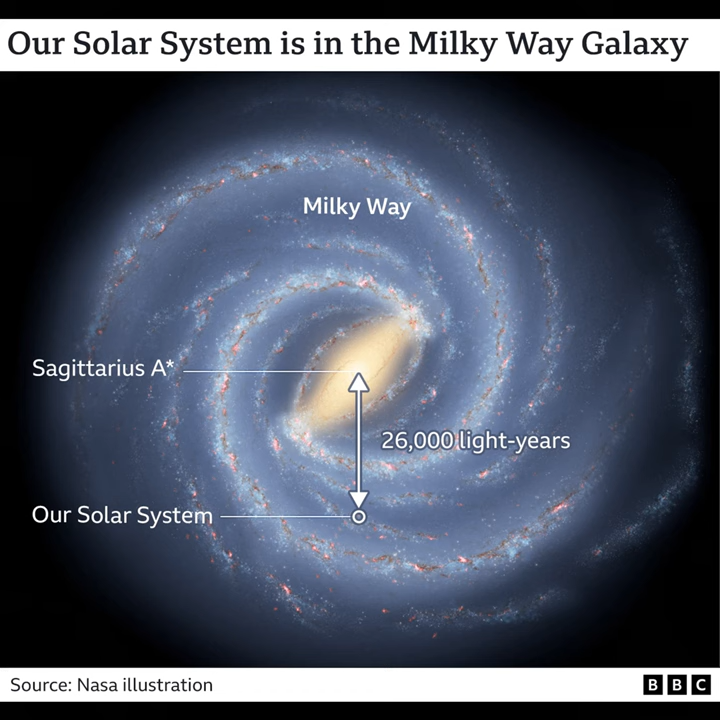 Our Solar System is in the Milky Way Galaxy
Milky Way
Sagittarius A*
26,000 light-years
Our Solar System
Source: Nasa illustration
BBC